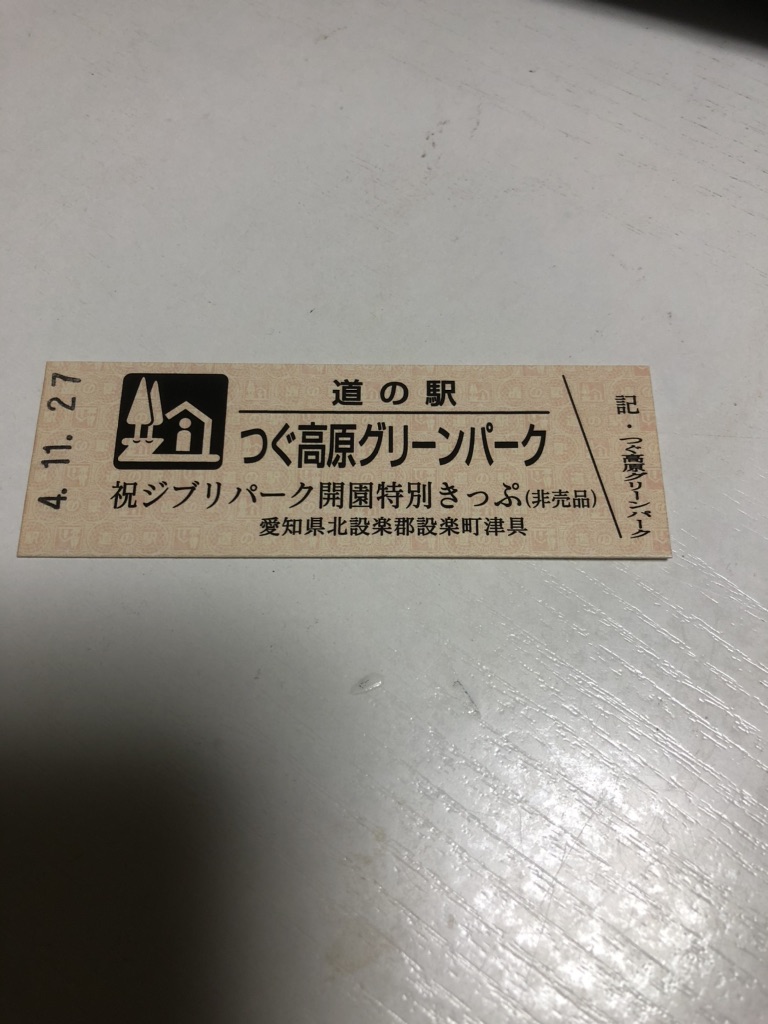 4.11.27
道の駅
つぐ高原グリーンパーク
祝ジブリパーク開園特別きっぷ(非売品)
愛知県北設楽郡設楽町津具
記・つぐ高原グリーンパーク